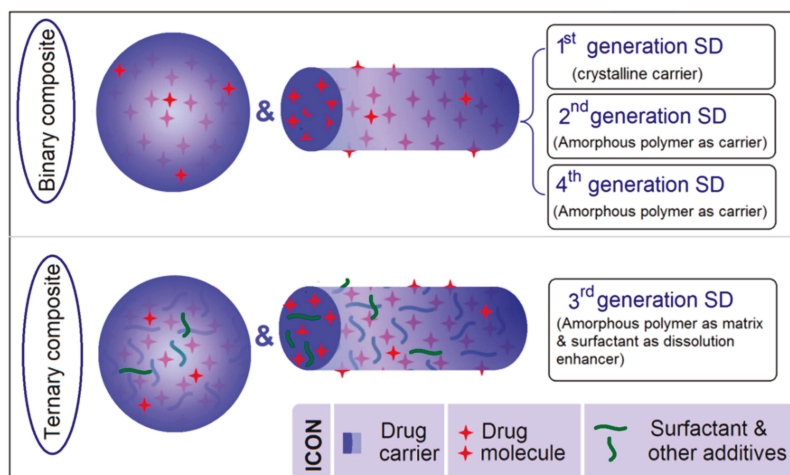 Binary composite
&
1st generation SD
(crystalline carrier)
2nd generation SD
(Amorphous polymer as carrier)
4th generation SD
(Amorphous polymer as carrier)
Ternary composite
&
3rd generation SD
(Amorphous polymer as matrix
& surfactant as dissolution
enhancer)
ICON
Drug
carrier
Drug
molecule
Surfactant &
other additives